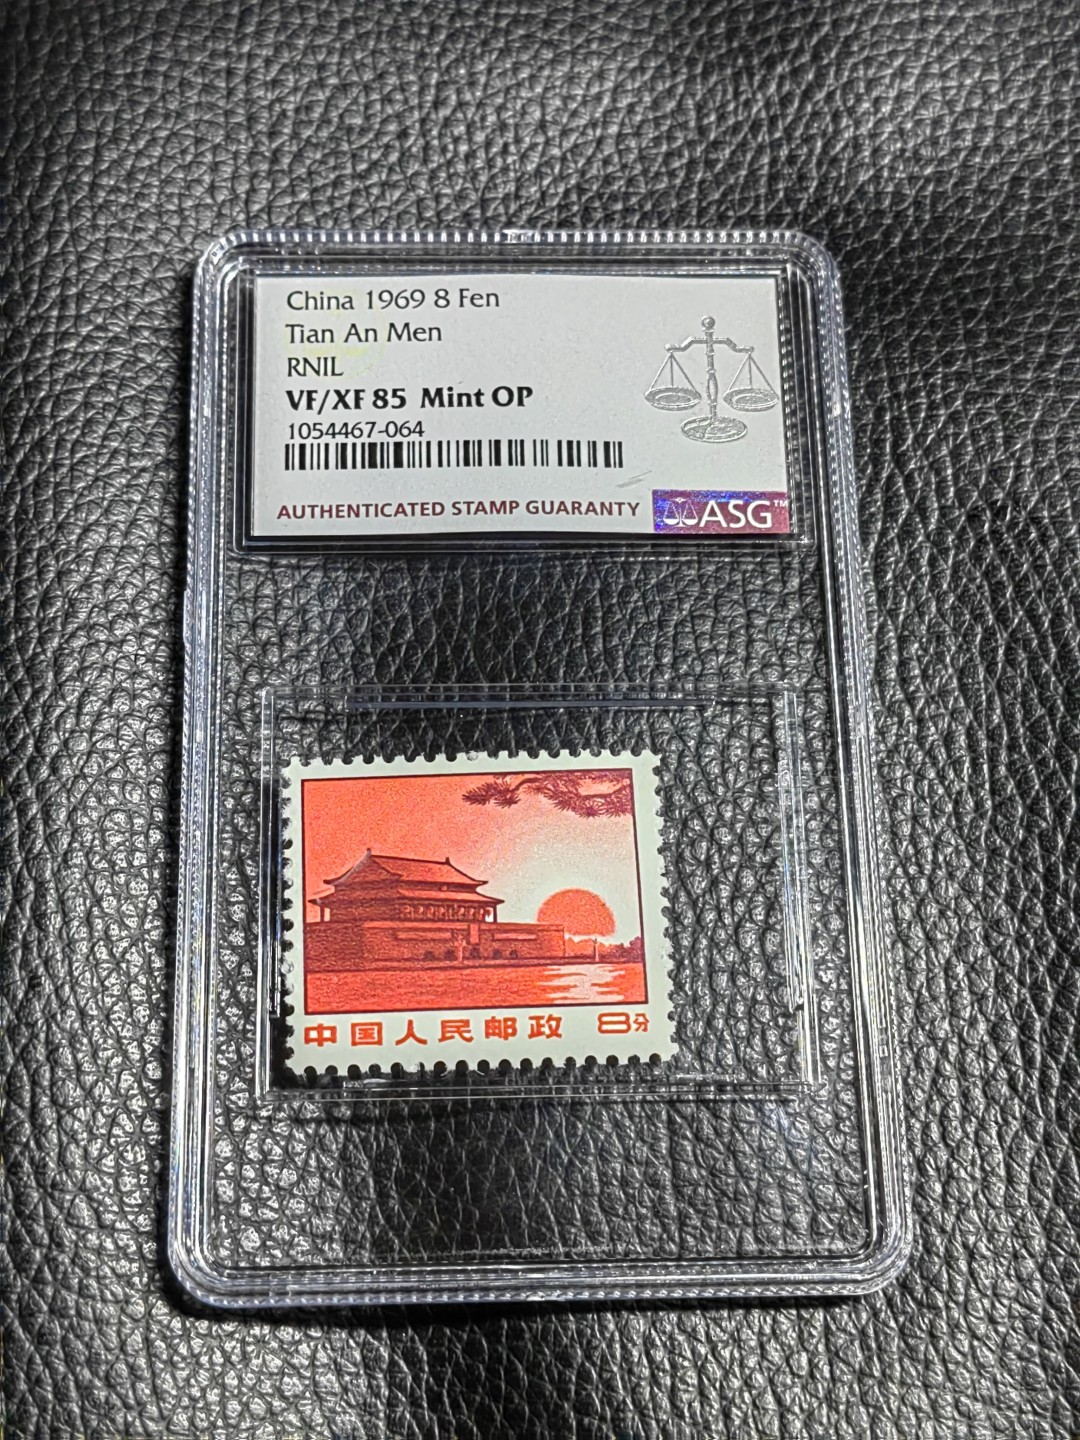 China 1969 8 Fen
Tian An Men
RNIL
VF/XF 85 Mint OP
1054467-064
AUTHENTICATED STAMP GUARANTY
ASG™
中国人民邮政 8分